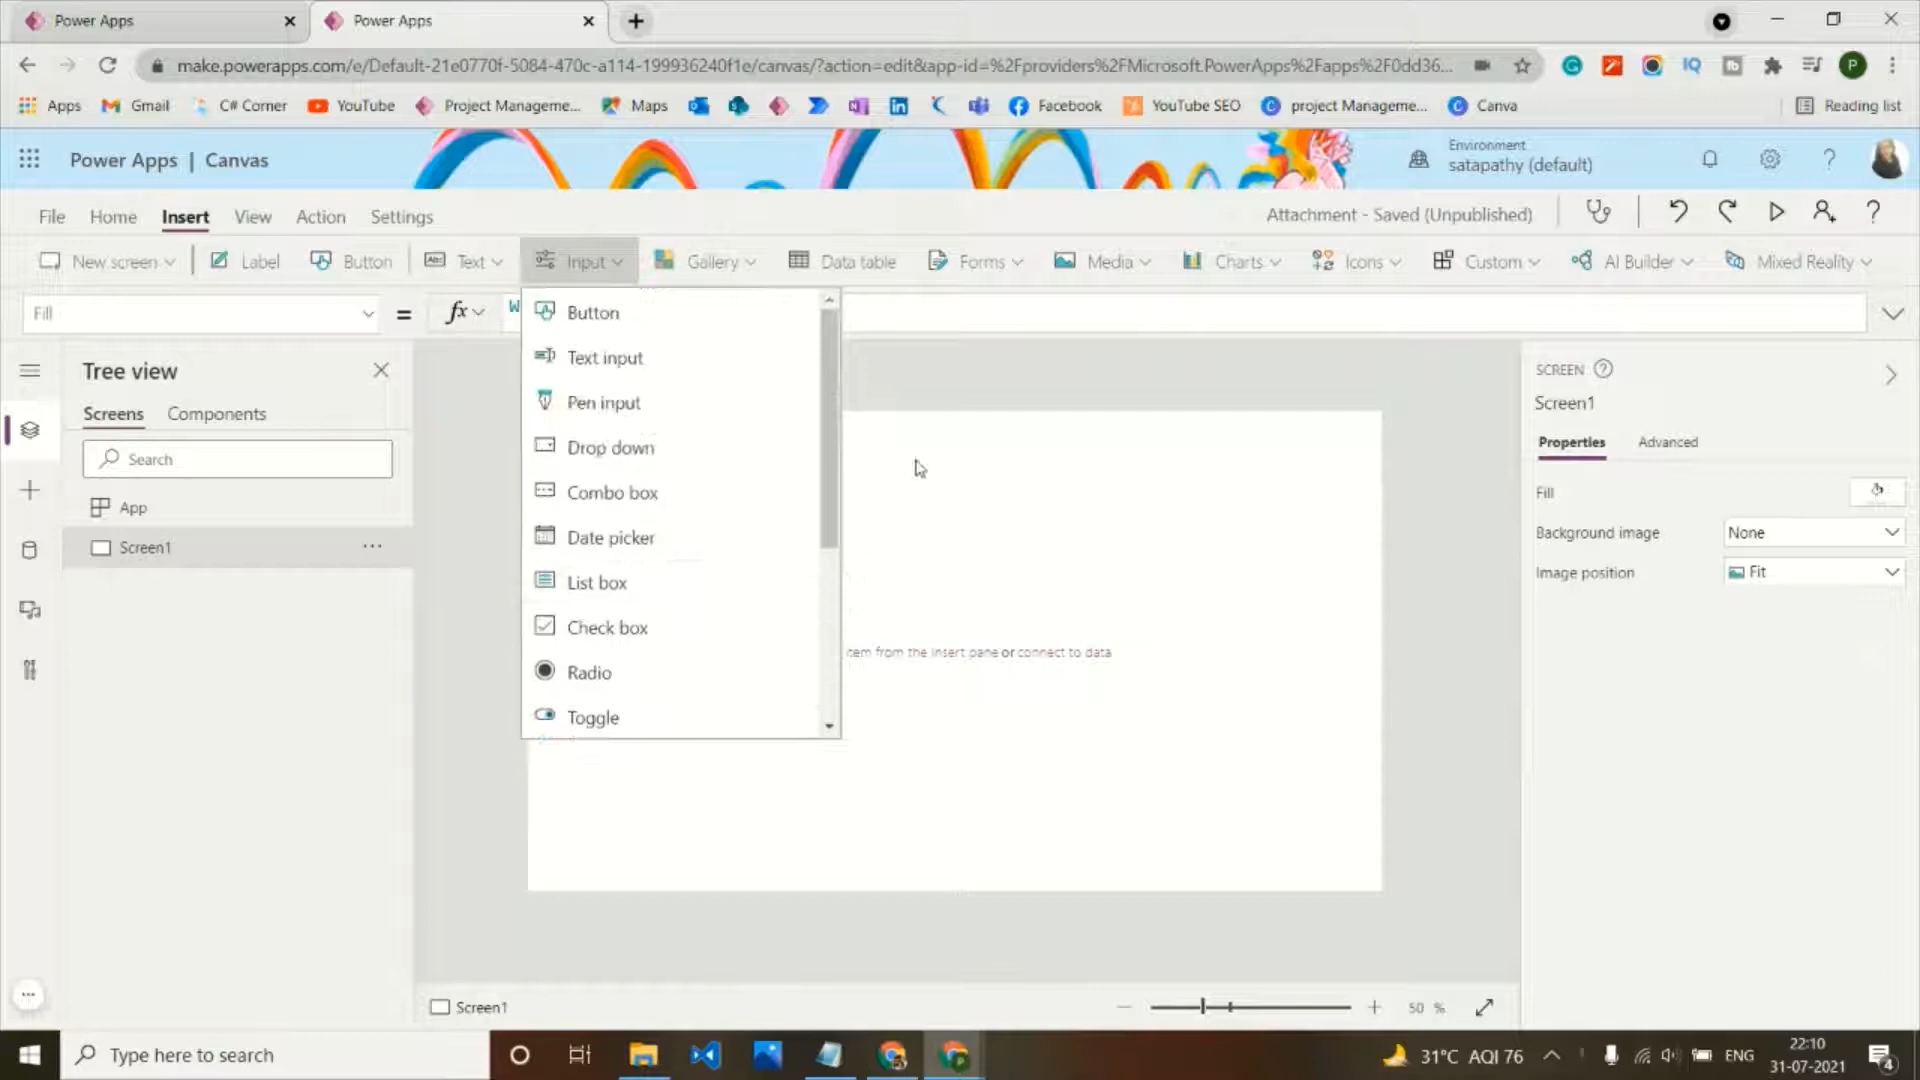 Power Apps
Power Apps
make.powerapps.com/e/Default-21e0770f-5084-470c-a114-199936240f1e/canvas/?action=edit&app-id=%2Fproviders%2FMicrosoft.PowerApps%2Fapps%2F0dd36...
Apps Gmail C# Corner YouTube Project Manageme... Maps Facebook YouTube SEO project Manageme... Canva Reading list
Power Apps | Canvas
Environment
satapathy (default)
File Home Insert View Action Settings
Attachment - Saved (Unpublished)
New screen Label Button Text Input Gallery Data table Forms Media Charts Icons Custom AI Builder Mixed Reality
Fill = fx W
Button
Text input
Pen input
Drop down
Combo box
Date picker
List box
Check box
Radio
Toggle
Tree view
Screens Components
Search
App
Screen1
from the Insert pane or connect to data
SCREEN
Screen1
Properties Advanced
Fill
Background image None
Image position Fit
Screen1
50 %
Type here to search
31°C AQI 76
ENG
22:10
31-07-2021
4